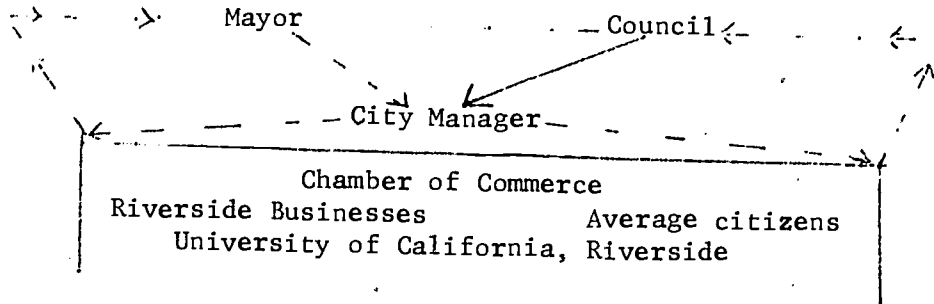 Mayor Council
City Manager
Chamber of Commerce
Riverside Businesses Average citizens
University of California, Riverside